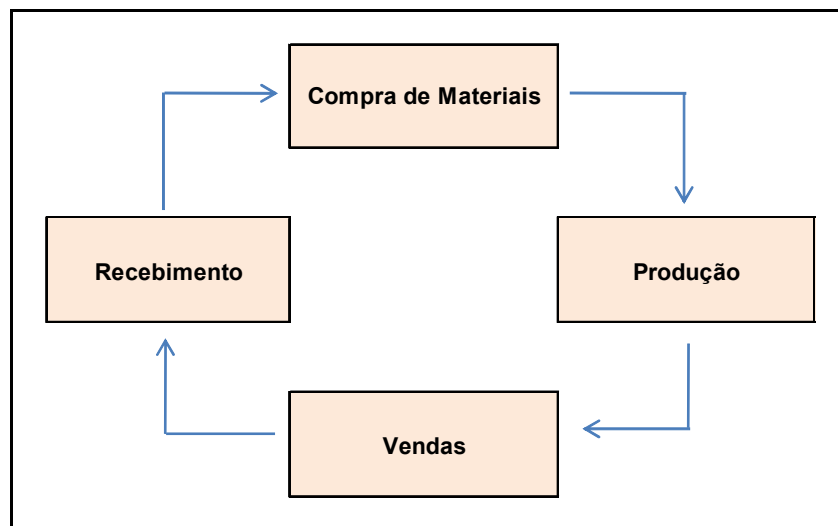 Compra de Materiais
Recebimento
Produção
Vendas